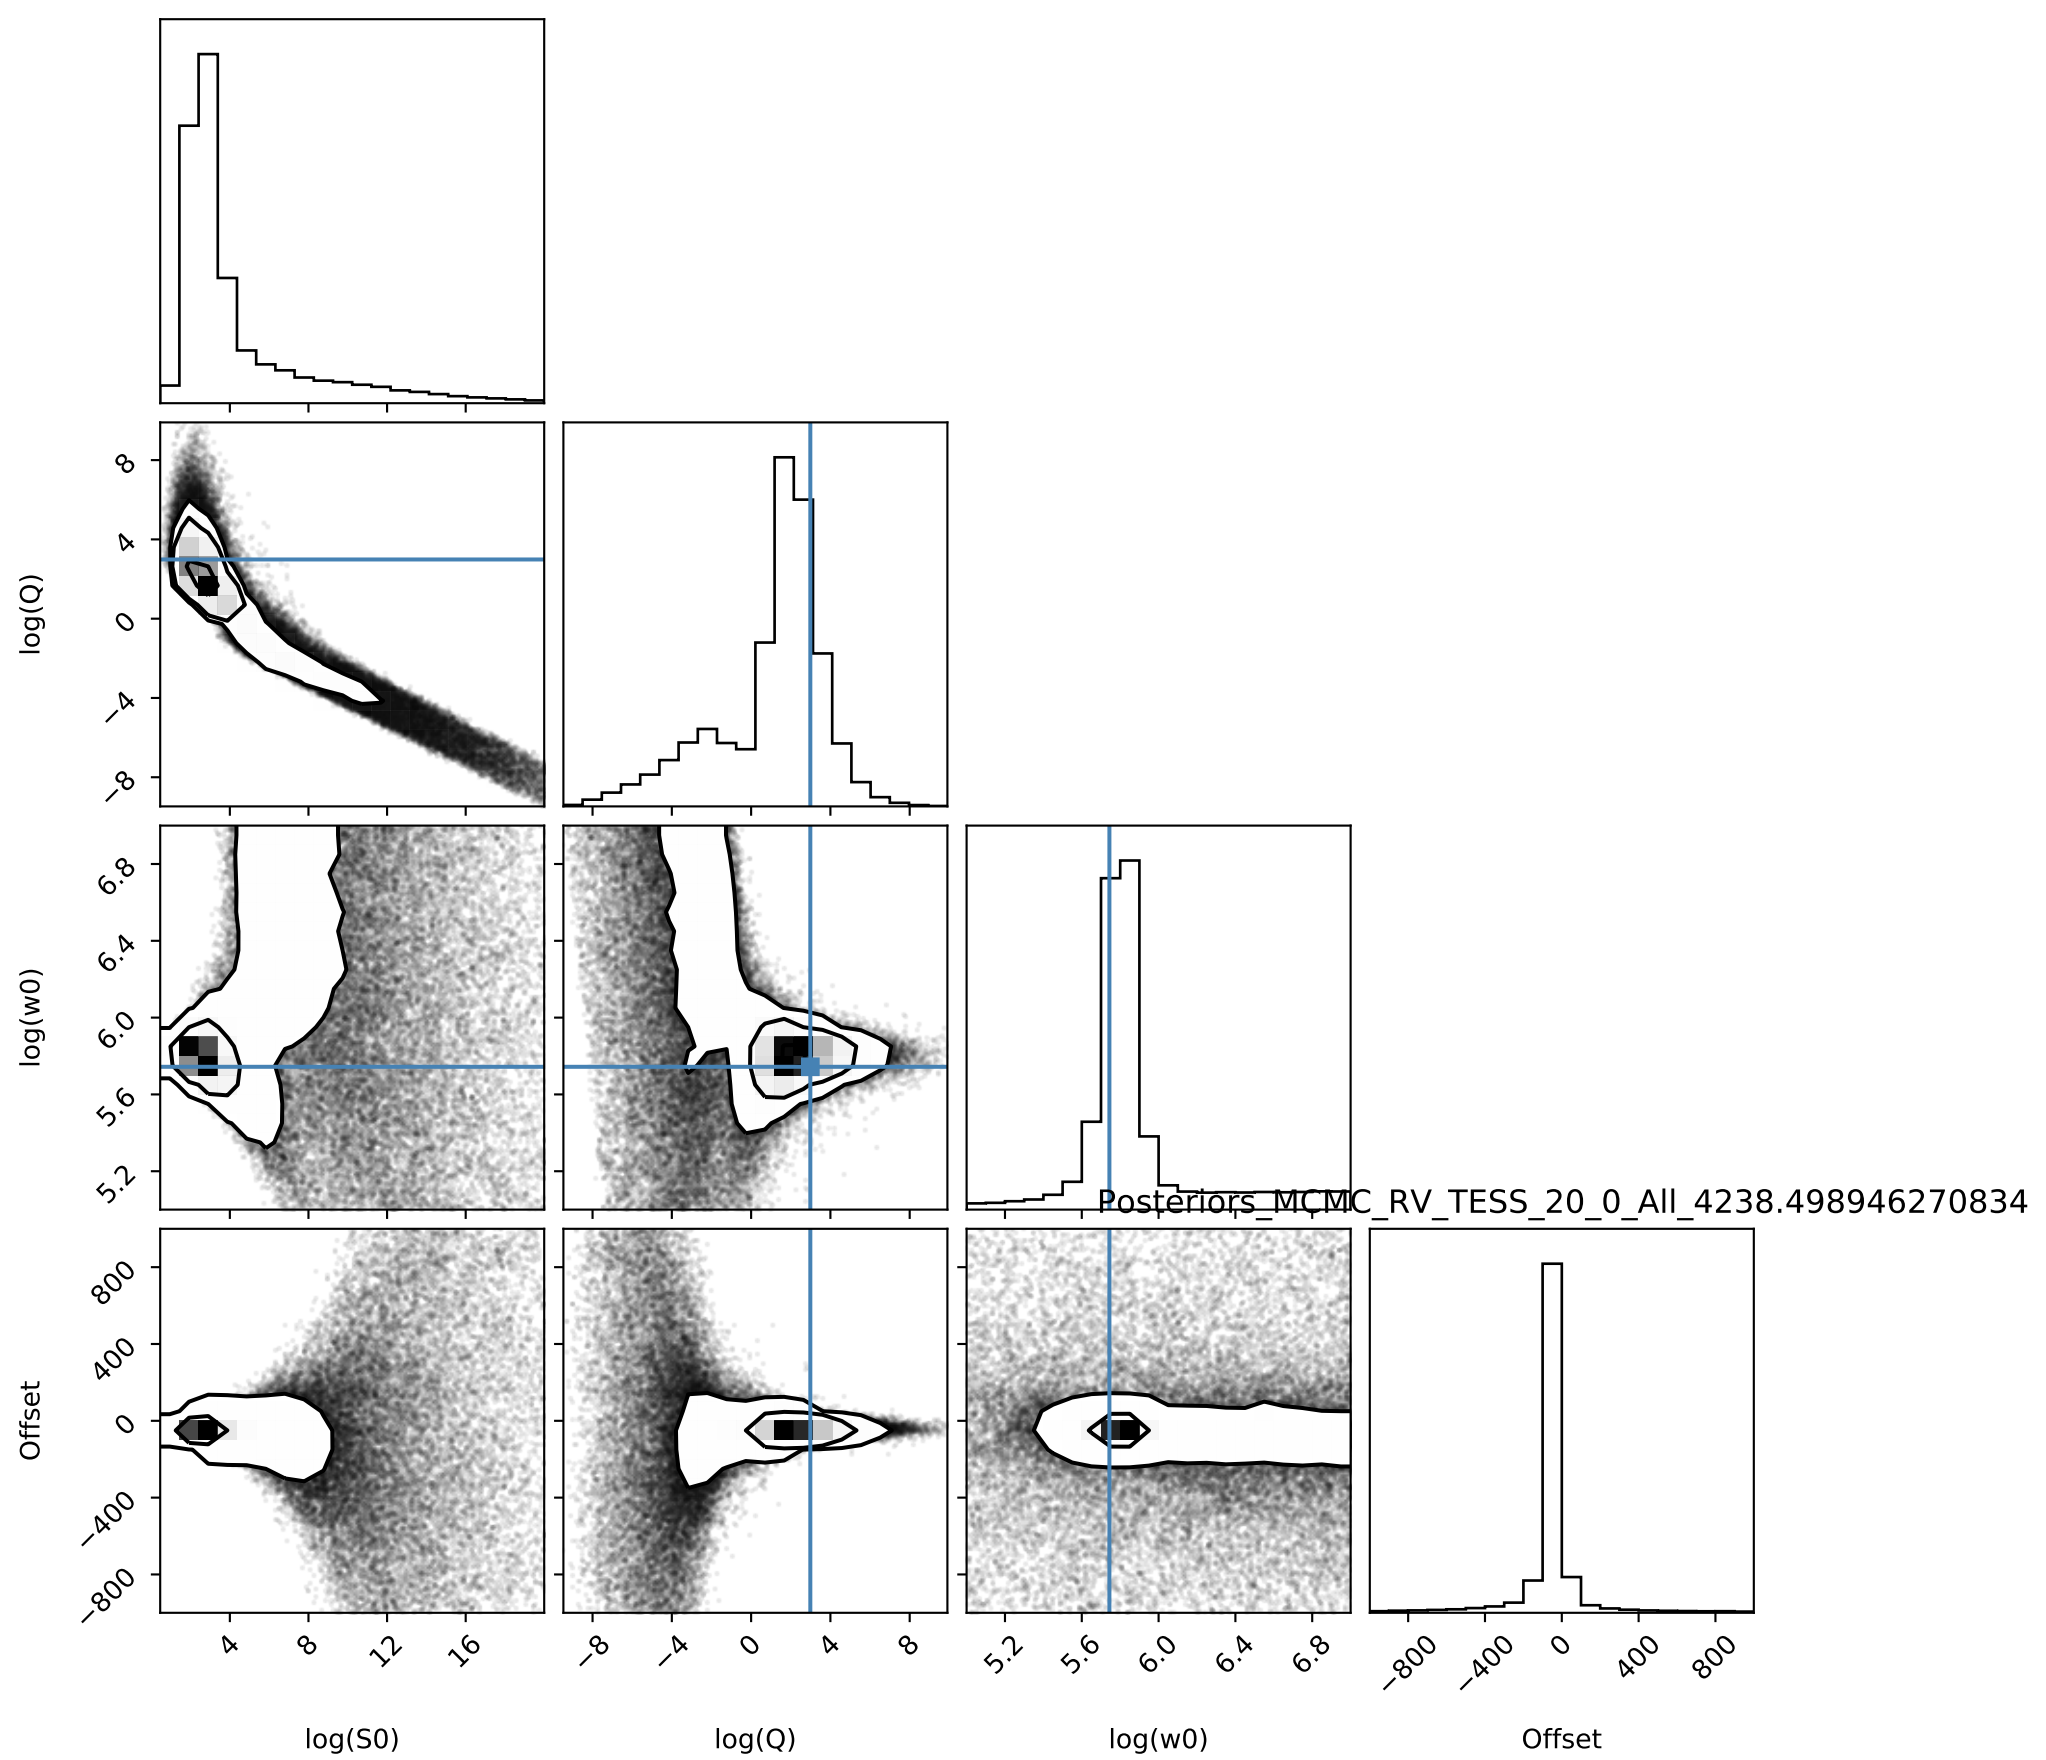 8
4
0
−4
−8
log(Q)
6.8
6.4
6.0
5.6
5.2
log(w0)
Posteriors_MCMC_RV_TESS_20_0_All_4238.498946270834
800
400
0
−400
−800
Offset
4 8 12 16
−8 −4 0 4 8
5.2 5.6 6.0 6.4 6.8
−800 −400 0 400 800
log(S0)
log(Q)
log(w0)
Offset